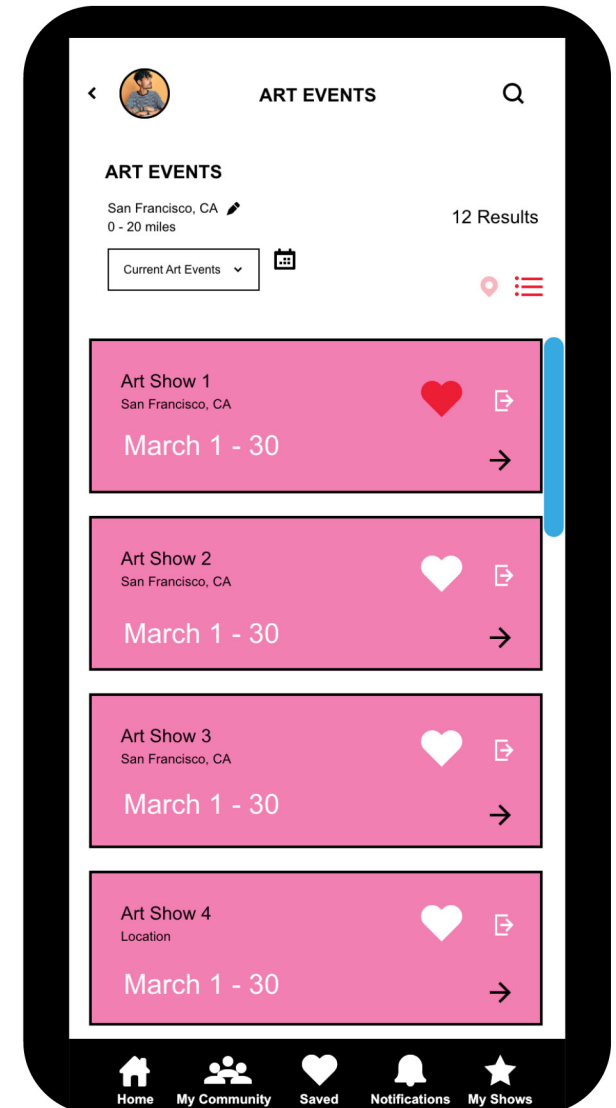 ART EVENTS
ART EVENTS
San Francisco, CA
0 - 20 miles
12 Results
Current Art Events
Art Show 1
San Francisco, CA
March 1 - 30
Art Show 2
San Francisco, CA
March 1 - 30
Art Show 3
San Francisco, CA
March 1 - 30
Art Show 4
Location
March 1 - 30
Home My Community Saved Notifications My Shows